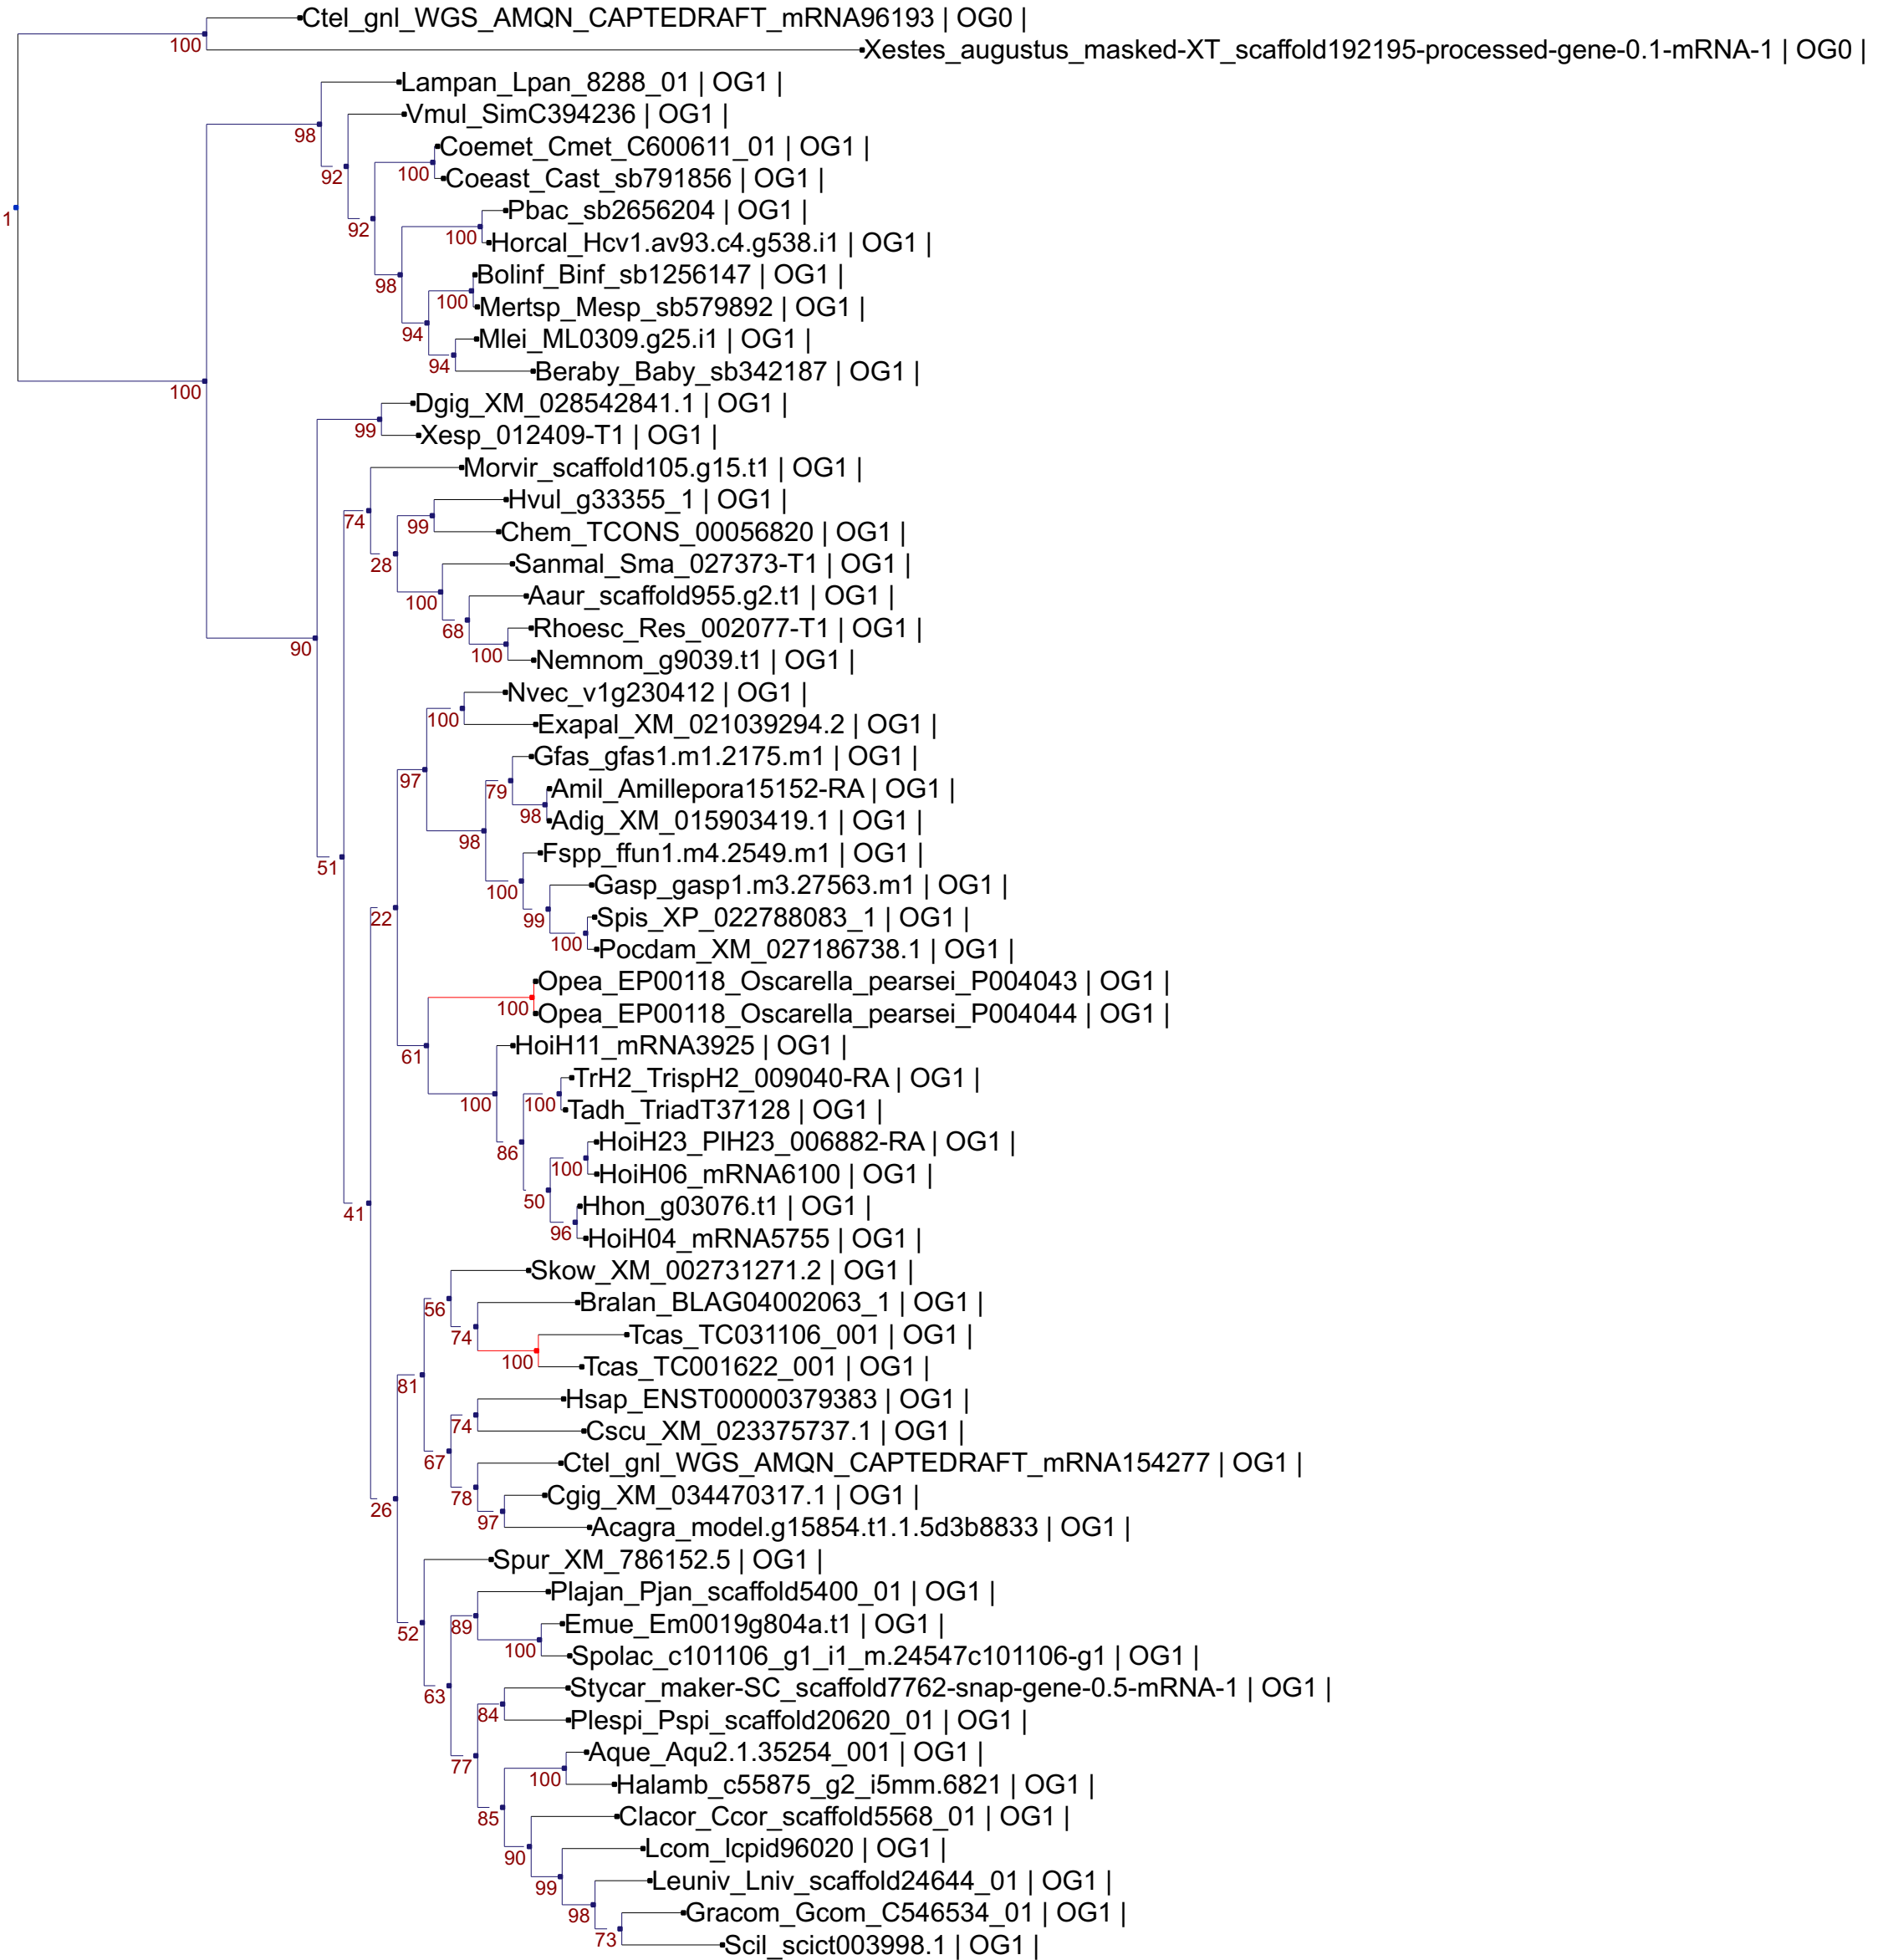 Ctel_gnl_WGS_AMQN_CAPTEDRAFT_mRNA96193 | OG0 |
100
Xestes_augustus_masked-XT_scaffold192195-processed-gene-0.1-mRNA-1 | OG0 |
Lampan_Lpan_8288_01 | OG1 |
98
Vmul_SimC394236 | OG1 |
Coemet_Cmet_C600611_01 | OG1 |
92
100
Coeast_Cast_sb791856 | OG1 |
Pbac_sb2656204 | OG1 |
1
92
100
Horcal_Hcv1.av93.c4.g538.i1 | OG1 |
Bolinf_Binf_sb1256147 | OG1 |
98
100
Mertsp_Mesp_sb579892 | OG1 |
94
Mlei_ML0309.g25.i1 | OG1 |
94
Beraby_Baby_sb342187 | OG1 |
100
Dgig_XM_028542841.1 | OG1 |
99
Xesp_012409-T1 | OG1 |
Morvir_scaffold105.g15.t1 | OG1 |
Hvul_g33355_1 | OG1 |
74
99
Chem_TCONS_00056820 | OG1 |
28
Sanmal_Sma_027373-T1 | OG1 |
100
Aaur_scaffold955.g2.t1 | OG1 |
68
Rhoesc_Res_002077-T1 | OG1 |
90
100
Nemnom_g9039.t1 | OG1 |
Nvec_v1g230412 | OG1 |
100
Exapal_XM_021039294.2 | OG1 |
Gfas_gfas1.m1.2175.m1 | OG1 |
97
79
Amil_Amillepora15152-RA | OG1 |
98
Adig_XM_015903419.1 | OG1 |
98
Fspp_ffun1.m4.2549.m1 | OG1 |
51
100
Gasp_gasp1.m3.27563.m1 | OG1 |
22
99
Spis_XP_022788083_1 | OG1 |
100
Pocdam_XM_027186738.1 | OG1 |
Opea_EP00118_Oscarella_pearsei_P004043 | OG1 |
100
Opea_EP00118_Oscarella_pearsei_P004044 | OG1 |
61
HoiH11_mRNA3925 | OG1 |
TrH2_TrispH2_009040-RA | OG1 |
100
100
Tadh_TriadT37128 | OG1 |
HoiH23_PlH23_006882-RA | OG1 |
86
100
HoiH06_mRNA6100 | OG1 |
50
Hhon_g03076.t1 | OG1 |
41
96
HoiH04_mRNA5755 | OG1 |
Skow_XM_002731271.2 | OG1 |
56
Bralan_BLAG04002063_1 | OG1 |
74
Tcas_TC031106_001 | OG1 |
100
Tcas_TC001622_001 | OG1 |
81
Hsap_ENST00000379383 | OG1 |
74
Cscu_XM_023375737.1 | OG1 |
67
Ctel_gnl_WGS_AMQN_CAPTEDRAFT_mRNA154277 | OG1 |
78
Cgig_XM_034470317.1 | OG1 |
26
97
Acagra_model.g15854.t1.1.5d3b8833 | OG1 |
Spur_XM_786152.5 | OG1 |
Plajan_Pjan_scaffold5400_01 | OG1 |
52
89
Emue_Em0019g804a.t1 | OG1 |
100
Spolac_c101106_g1_i1_m.24547c101106-g1 | OG1 |
63
Stycar_maker-SC_scaffold7762-snap-gene-0.5-mRNA-1 | OG1 |
84
Plespi_Pspi_scaffold20620_01 | OG1 |
77
Aque_Aqu2.1.35254_001 | OG1 |
100
Halamb_c55875_g2_i5mm.6821 | OG1 |
85
Clacor_Ccor_scaffold5568_01 | OG1 |
90
Lcom_lcpid96020 | OG1 |
99
Leuniv_Lniv_scaffold24644_01 | OG1 |
98
Gracom_Gcom_C546534_01 | OG1 |
73
Scil_scict003998.1 | OG1 |